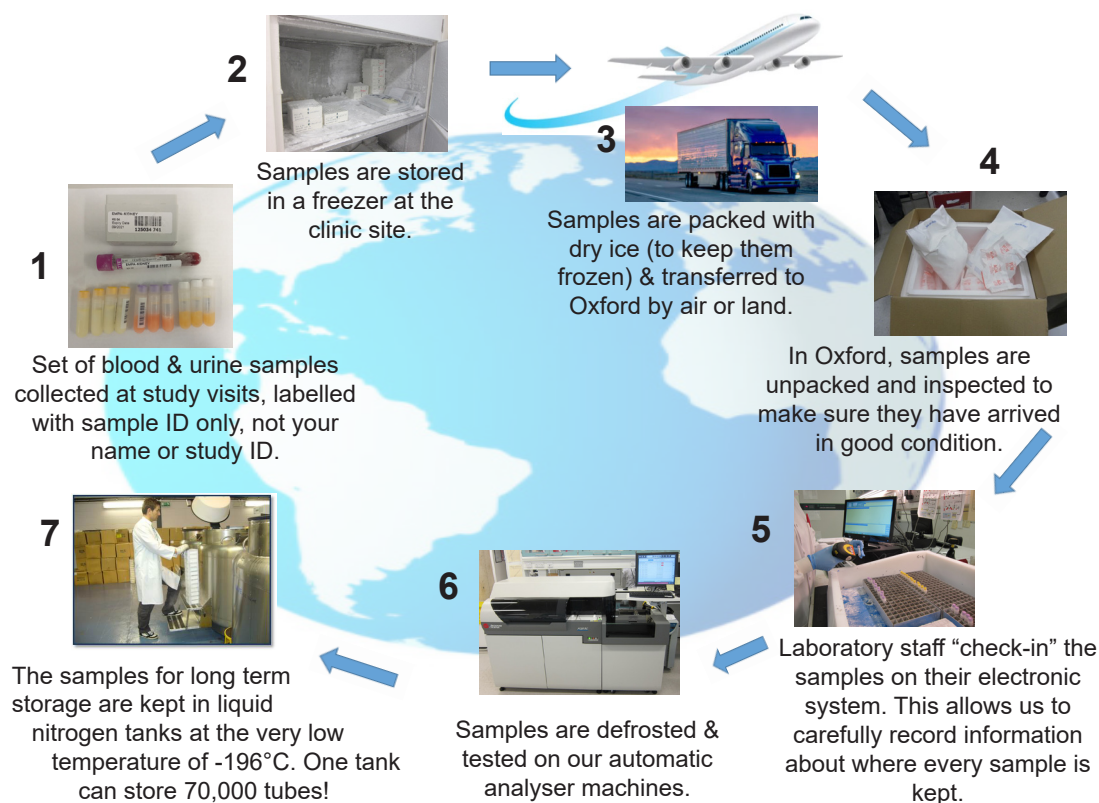 1
Set of blood & urine samples
collected at study visits, labelled
with sample ID only, not your
name or study ID.
2
Samples are stored
in a freezer at the
clinic site.
3
Samples are packed with
dry ice (to keep them
frozen) & transferred to
Oxford by air or land.
4
In Oxford, samples are
unpacked and inspected to
make sure they have arrived
in good condition.
5
Laboratory staff “check-in” the
samples on their electronic
system. This allows us to
carefully record information
about where every sample is
kept.
6
Samples are defrosted &
tested on our automatic
analyser machines.
7
The samples for long term
storage are kept in liquid
nitrogen tanks at the very low
temperature of -196°C. One tank
can store 70,000 tubes!